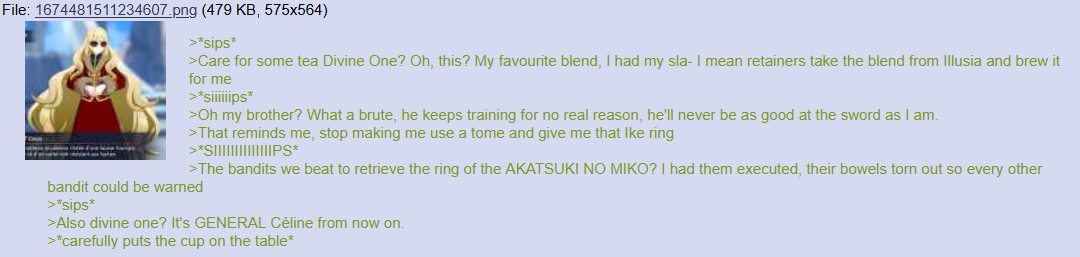 File: 1674481511234607.png (479 KB, 575x564)
>*sips*
>Care for some tea Divine One? Oh, this? My favourite blend, I had my sla- I mean retainers take the blend from Illusia and brew it
for me
>*siiiiiips*
>Oh my brother? What a brute, he keeps training for no real reason, he'll never be as good at the sword as I am.
>That reminds me, stop making me use a tome and give me that Ike ring
>*SIIIIIIIIIIIIIIPS*
>The bandits we beat to retrieve the ring of the AKATSUKI NO MIKO? I had them executed, their bowels torn out so every other
bandit could be warned
>*sips*
>Also divine one? It's GENERAL Céline from now on.
>*carefully puts the cup on the table*